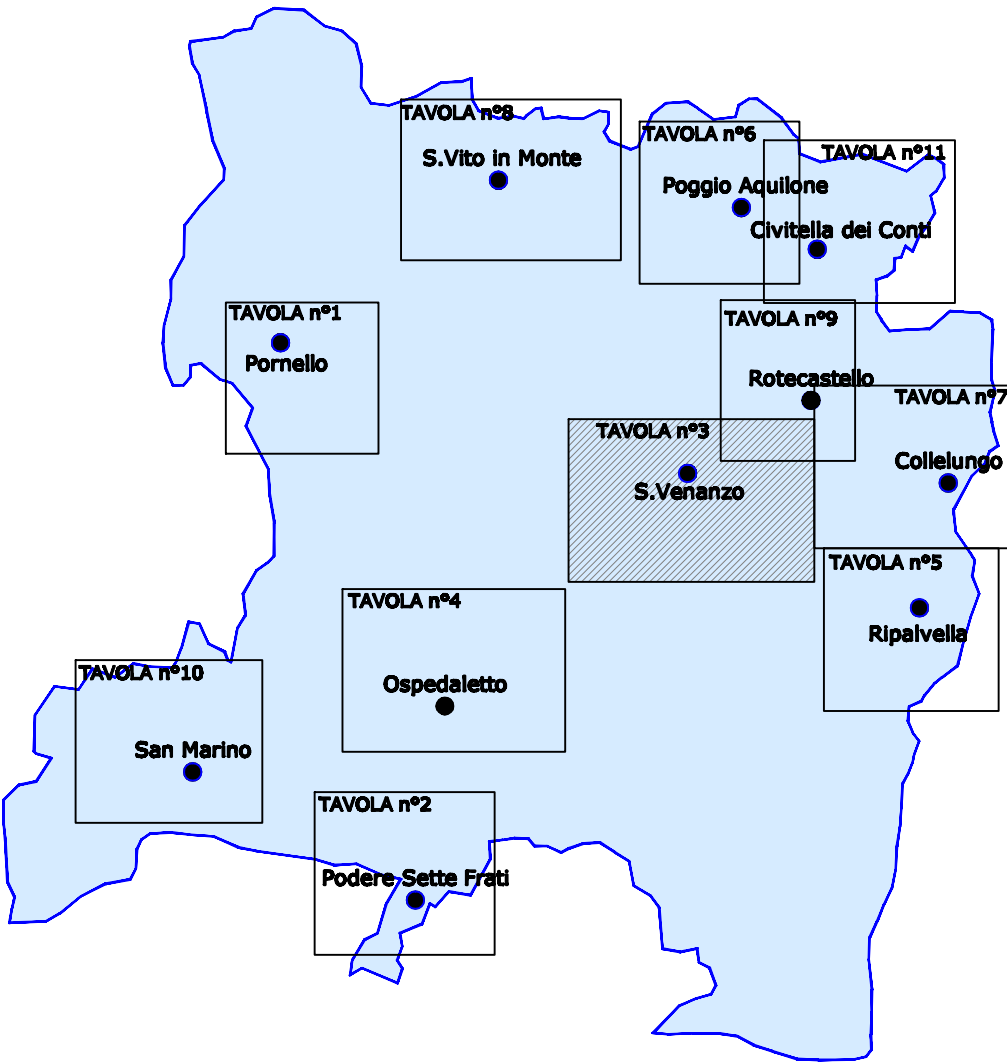 TAVOLA n°8
S.Vito in Monte
TAVOLA n°6
Poggio Aquilone
TAVOLA n°11
Civitella dei Conti
TAVOLA n°1
Pornello
TAVOLA n°9
Rotecastello
TAVOLA n°7
Collelungo
TAVOLA n°3
S.Venanzo
TAVOLA n°5
Ripalvella
TAVOLA n°4
Ospedaletto
TAVOLA n°10
San Marino
TAVOLA n°2
Podere Sette Frati